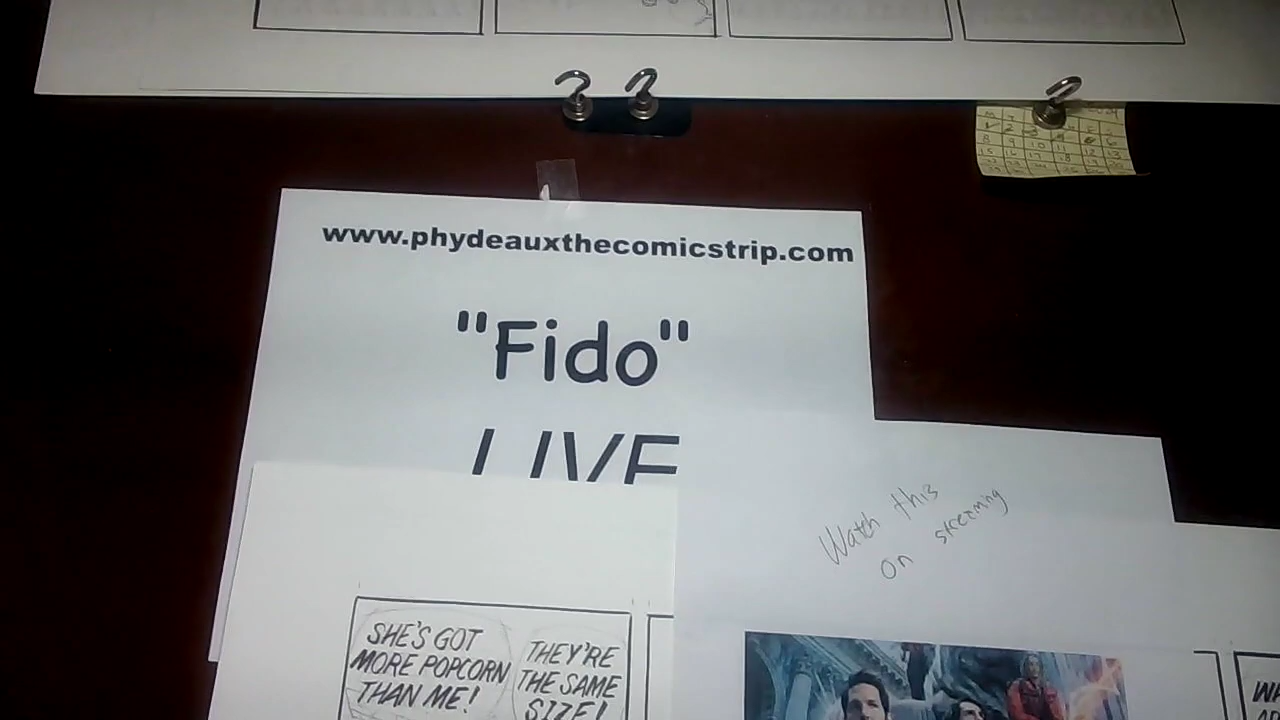 www.phydeauxthecomicstrip.com
"Fido"
LIVE
Watch this
on streaming
SHE'S GOT
MORE POPCORN
THAN ME!
THEY'RE
THE SAME
SIZE!